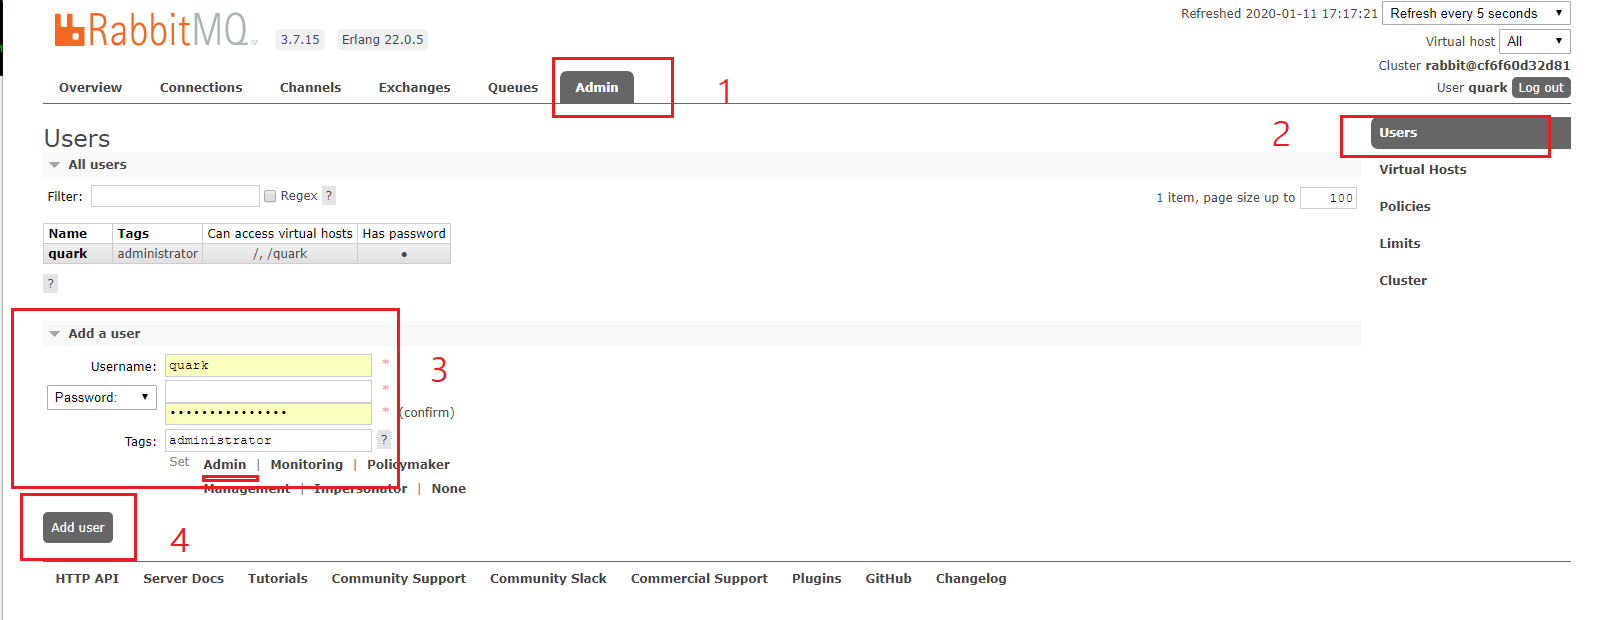 RabbitMQ TM 3.7.15 Erlang 22.0.5
Refreshed 2020-01-11 17:17:21 Refresh every 5 seconds
Virtual host All
Cluster rabbit@cf6f60d32d81
User quark Log out
Overview Connections Channels Exchanges Queues Admin 1
Users
2 Users
All users
Virtual Hosts
Filter: Regex ? 1 item, page size up to 100
Policies
Name Tags Can access virtual hosts Has password
Limits
quark administrator /, /quark ●
? Cluster
Add a user
Username: quark * 3
Password: *
••••••••••••••• * (confirm)
Tags: administrator ?
Set Admin | Monitoring | Policymaker
Management | Impersonator | None
Add user 4
HTTP API Server Docs Tutorials Community Support Community Slack Commercial Support Plugins GitHub Changelog